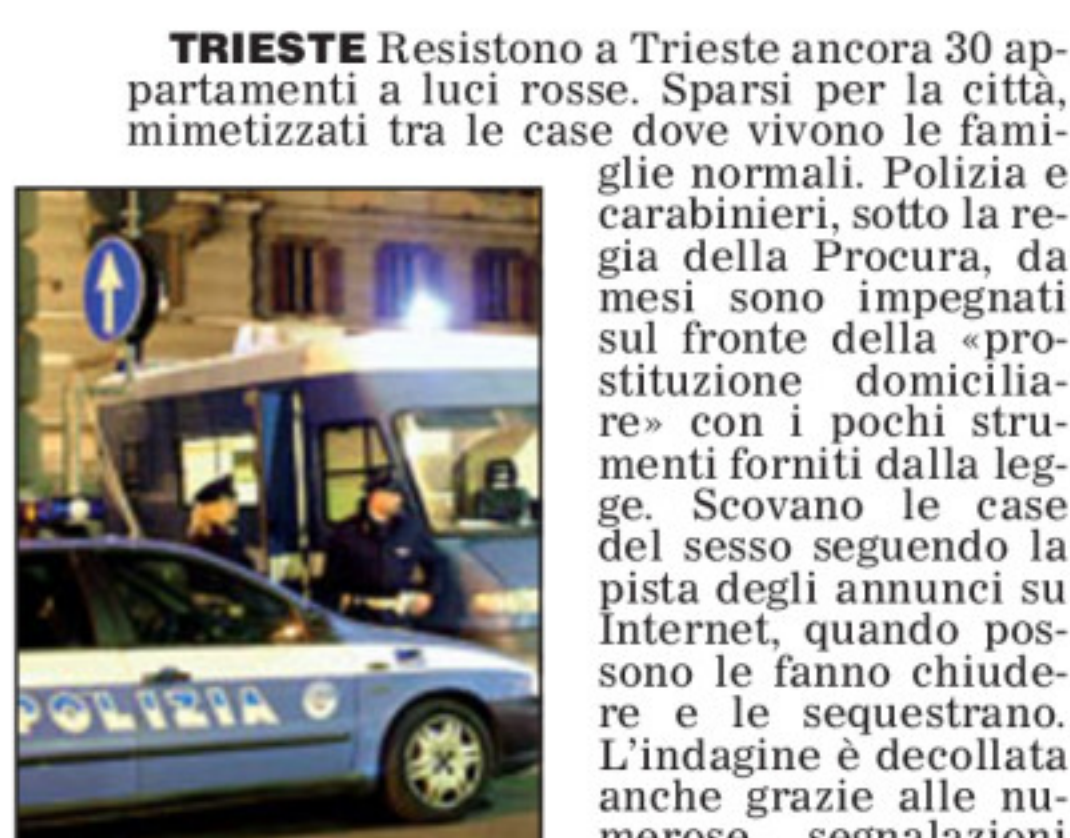 TRIESTE Resistono a Trieste ancora 30 ap-
partamenti a luci rosse. Sparsi per la città,
mimetizzati tra le case dove vivono le fami-
glie normali. Polizia e
carabinieri, sotto la re-
gia della Procura, da
mesi sono impegnati
sul fronte della «pro-
stituzione domicilia-
re» con i pochi stru-
menti forniti dalla leg-
ge. Scovano le case
del sesso seguendo la
pista degli annunci su
Internet, quando pos-
sono le fanno chiude-
re e le sequestrano.
L'indagine è decollata
anche grazie alle nu-
merose segnalazioni
POLIZIA